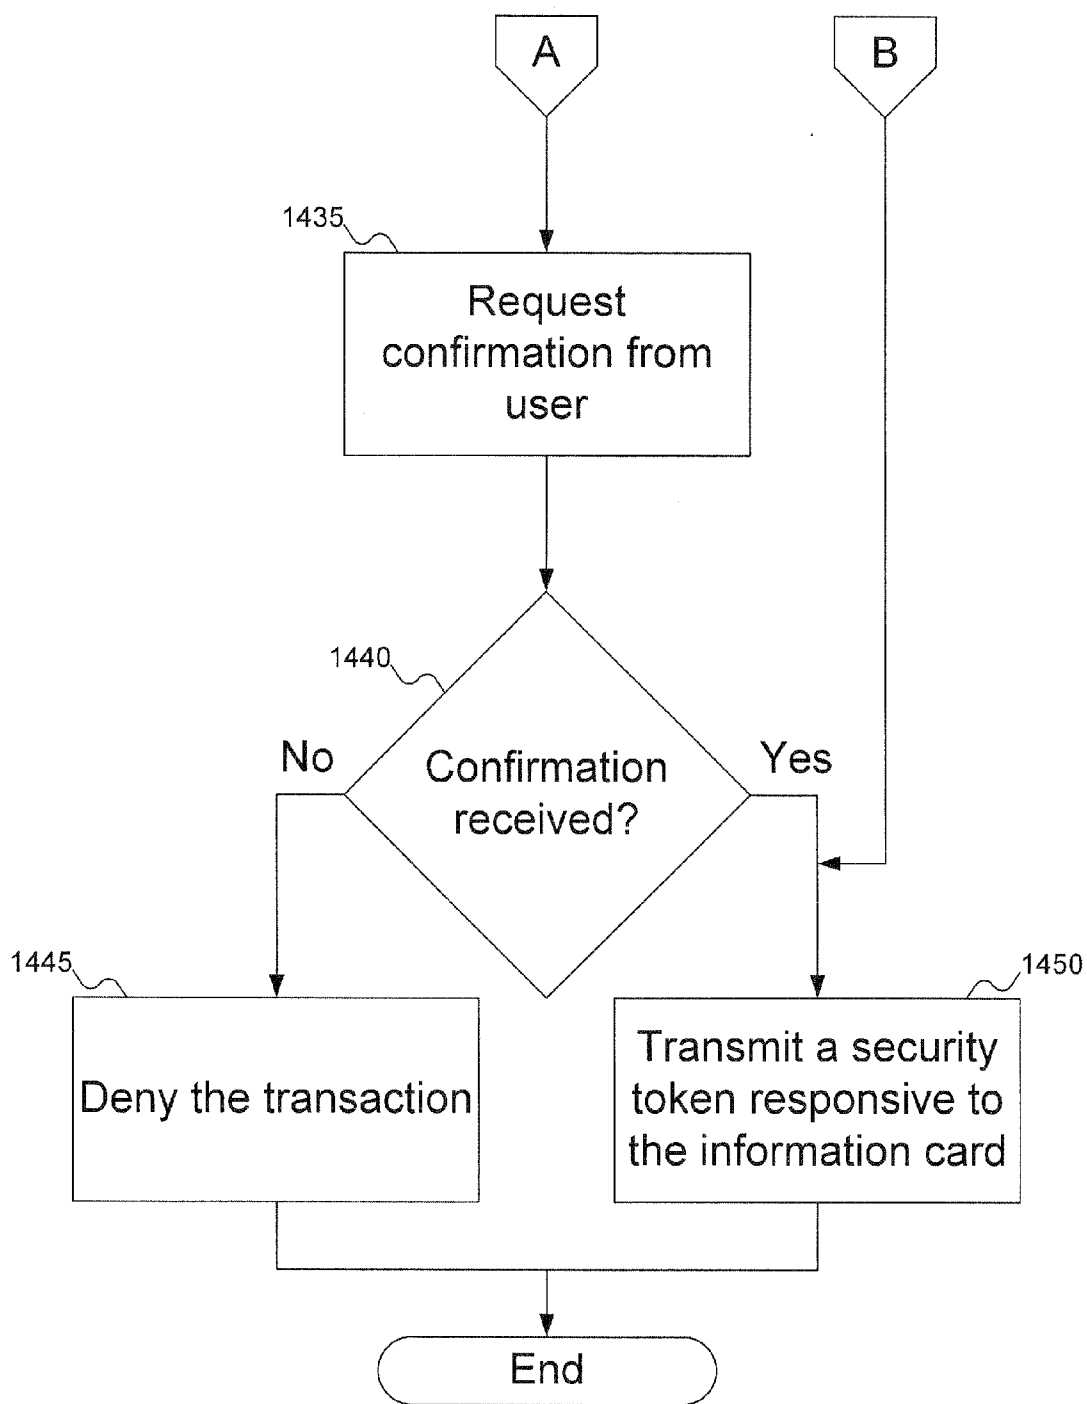 A
B
1435
Request
confirmation from
user
1440
No
Confirmation
received?
Yes
1445
Deny the transaction
1450
Transmit a security
token responsive to
the information card
End